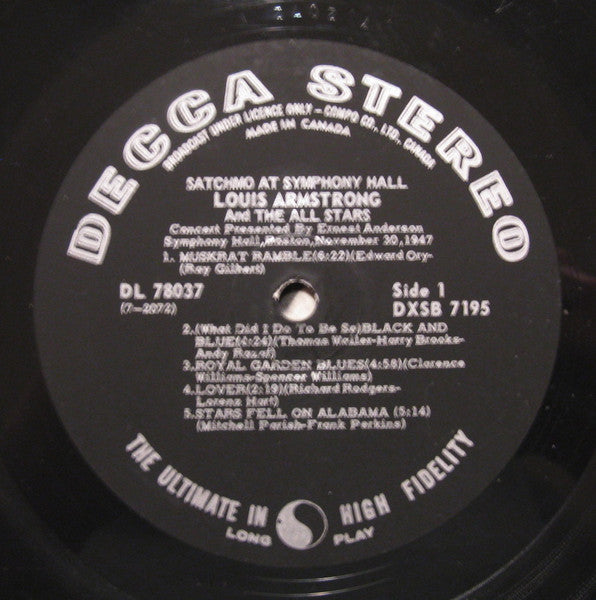 DECCA STEREO
BROADCAST UNDER LICENCE ONLY - COMPO CO., LTD., CANADA
MADE IN CANADA
SATCHMO AT SYMPHONY HALL
LOUIS ARMSTRONG
And THE ALL STARS
Concert Presented By Ernest Anderson
Symphony Hall, Boston, November 30, 1947
1. MUSKRAT RAMBLE(6:22)(Edward Ory-
(Ray Gilbert)
DL 78037
(7-2072)
Side 1
DXSB 7195
2.(What Did I Do To Be So)BLACK AND
BLUE(4:24)(Thomas Waller-Harry Brooks-
Andy Razaf)
3.ROYAL GARDEN BLUES(4:58)(Clarence
Williams-Spencer Williams)
4.LOVER(2:19)(Richard Rodgers-
Lorenz Hart)
5.STARS FELL ON ALABAMA (5:14)
(Mitchell Parish-Frank Perkins)
THE ULTIMATE IN HIGH FIDELITY
LONG PLAY